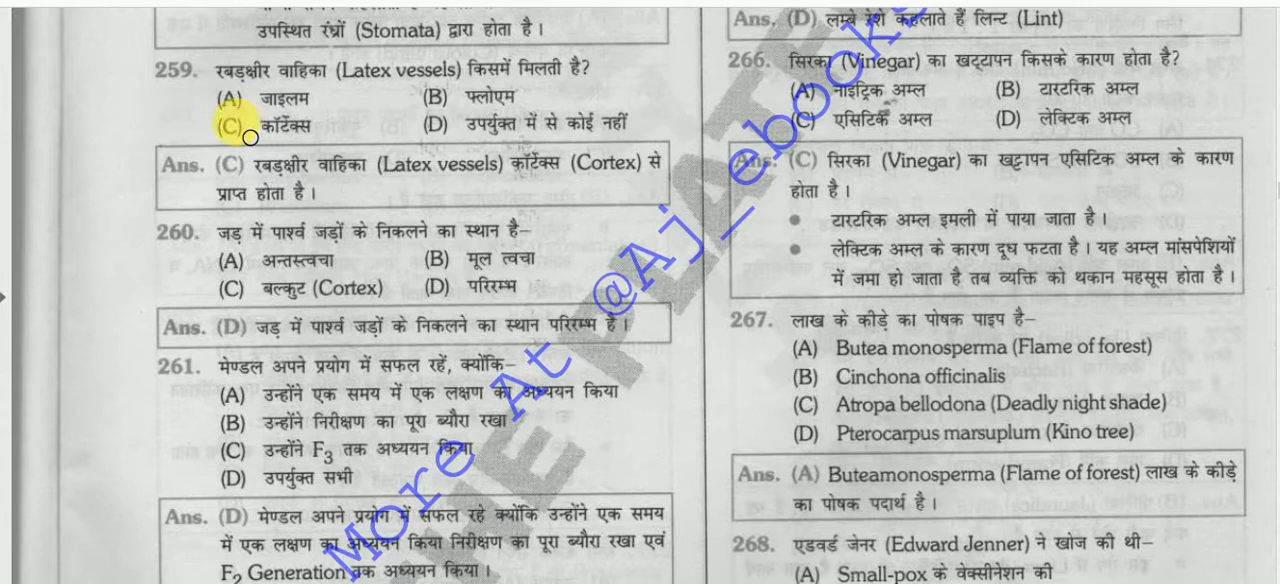 उपस्थित रंध्रों (Stomata) द्वारा होता है ।
259. रबड़क्षीर वाहिका (Latex vessels) किसमें मिलती है?
(A) जाइलम (B) फ्लोएम
(C) कॉर्टेक्स (D) उपर्युक्त में से कोई नहीं
Ans. (C) रबड़क्षीर वाहिका (Latex vessels) कॉर्टेक्स (Cortex) से
प्राप्त होता है ।
260. जड़ में पार्श्व जड़ों के निकलने का स्थान है–
(A) अन्तस्त्वचा (B) मूल त्वचा
(C) बल्कुट (Cortex) (D) परिरम्भ
Ans. (D) जड़ में पार्श्व जड़ों के निकलने का स्थान परिरम्भ है ।
261. मेण्डल अपने प्रयोग में सफल रहें, क्योंकि–
(A) उन्होंने एक समय में एक लक्षण का अध्ययन किया
(B) उन्होंने निरीक्षण का पूरा ब्यौरा रखा
(C) उन्होंने F3 तक अध्ययन किया
(D) उपर्युक्त सभी
Ans. (D) मेण्डल अपने प्रयोग में सफल रहे क्योंकि उन्होंने एक समय
में एक लक्षण का अध्ययन किया निरीक्षण का पूरा ब्यौरा रखा एवं
Generation तक अध्ययन किया ।
Ans. (D) लम्बे रेशे कहलाते हैं लिन्ट (Lint)
266. सिरका (Vinegar) का खट्टापन किसके कारण होता है?
(A) नाइट्रिक अम्ल (B) टारटरिक अम्ल
(C) एसिटिक अम्ल (D) लेक्टिक अम्ल
Ans. (C) सिरका (Vinegar) का खट्टापन एसिटिक अम्ल के कारण
होता है ।
• टारटरिक अम्ल इमली में पाया जाता है ।
• लेक्टिक अम्ल के कारण दूध फटता है । यह अम्ल मांसपेशियों
में जमा हो जाता है तब व्यक्ति को थकान महसूस होता है ।
267. लाख के कीड़े का पोषक पाइप है–
(A) Butea monosperma (Flame of forest)
(B) Cinchona officinalis
(C) Atropa bellodona (Deadly night shade)
(D) Pterocarpus marsuplum (Kino tree)
Ans. (A) Buteamonosperma (Flame of forest) लाख के कीड़े
का पोषक पदार्थ है ।
268. एडवर्ड जेनर (Edward Jenner) ने खोज की थी–
(A) Small-pox के वेक्सीनेशन की
More At @Aj_ebooks